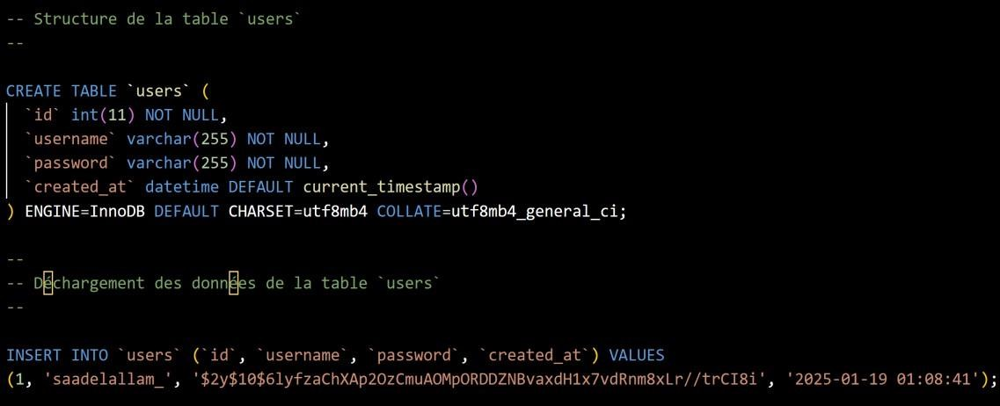 -- Structure de la table `users`
--
CREATE TABLE `users` (
`id` int(11) NOT NULL,
`username` varchar(255) NOT NULL,
`password` varchar(255) NOT NULL,
`created_at` datetime DEFAULT current_timestamp()
) ENGINE=InnoDB DEFAULT CHARSET=utf8mb4 COLLATE=utf8mb4_general_ci;
--
-- Déchargement des données de la table `users`
--
INSERT INTO `users` (`id`, `username`, `password`, `created_at`) VALUES
(1, 'saadelallam_', '$2y$10$6lyfzaChXAp2OzCmuAOMpORDDZNBvaxdH1x7vdRnm8xLr//trCI8i', '2025-01-19 01:08:41');